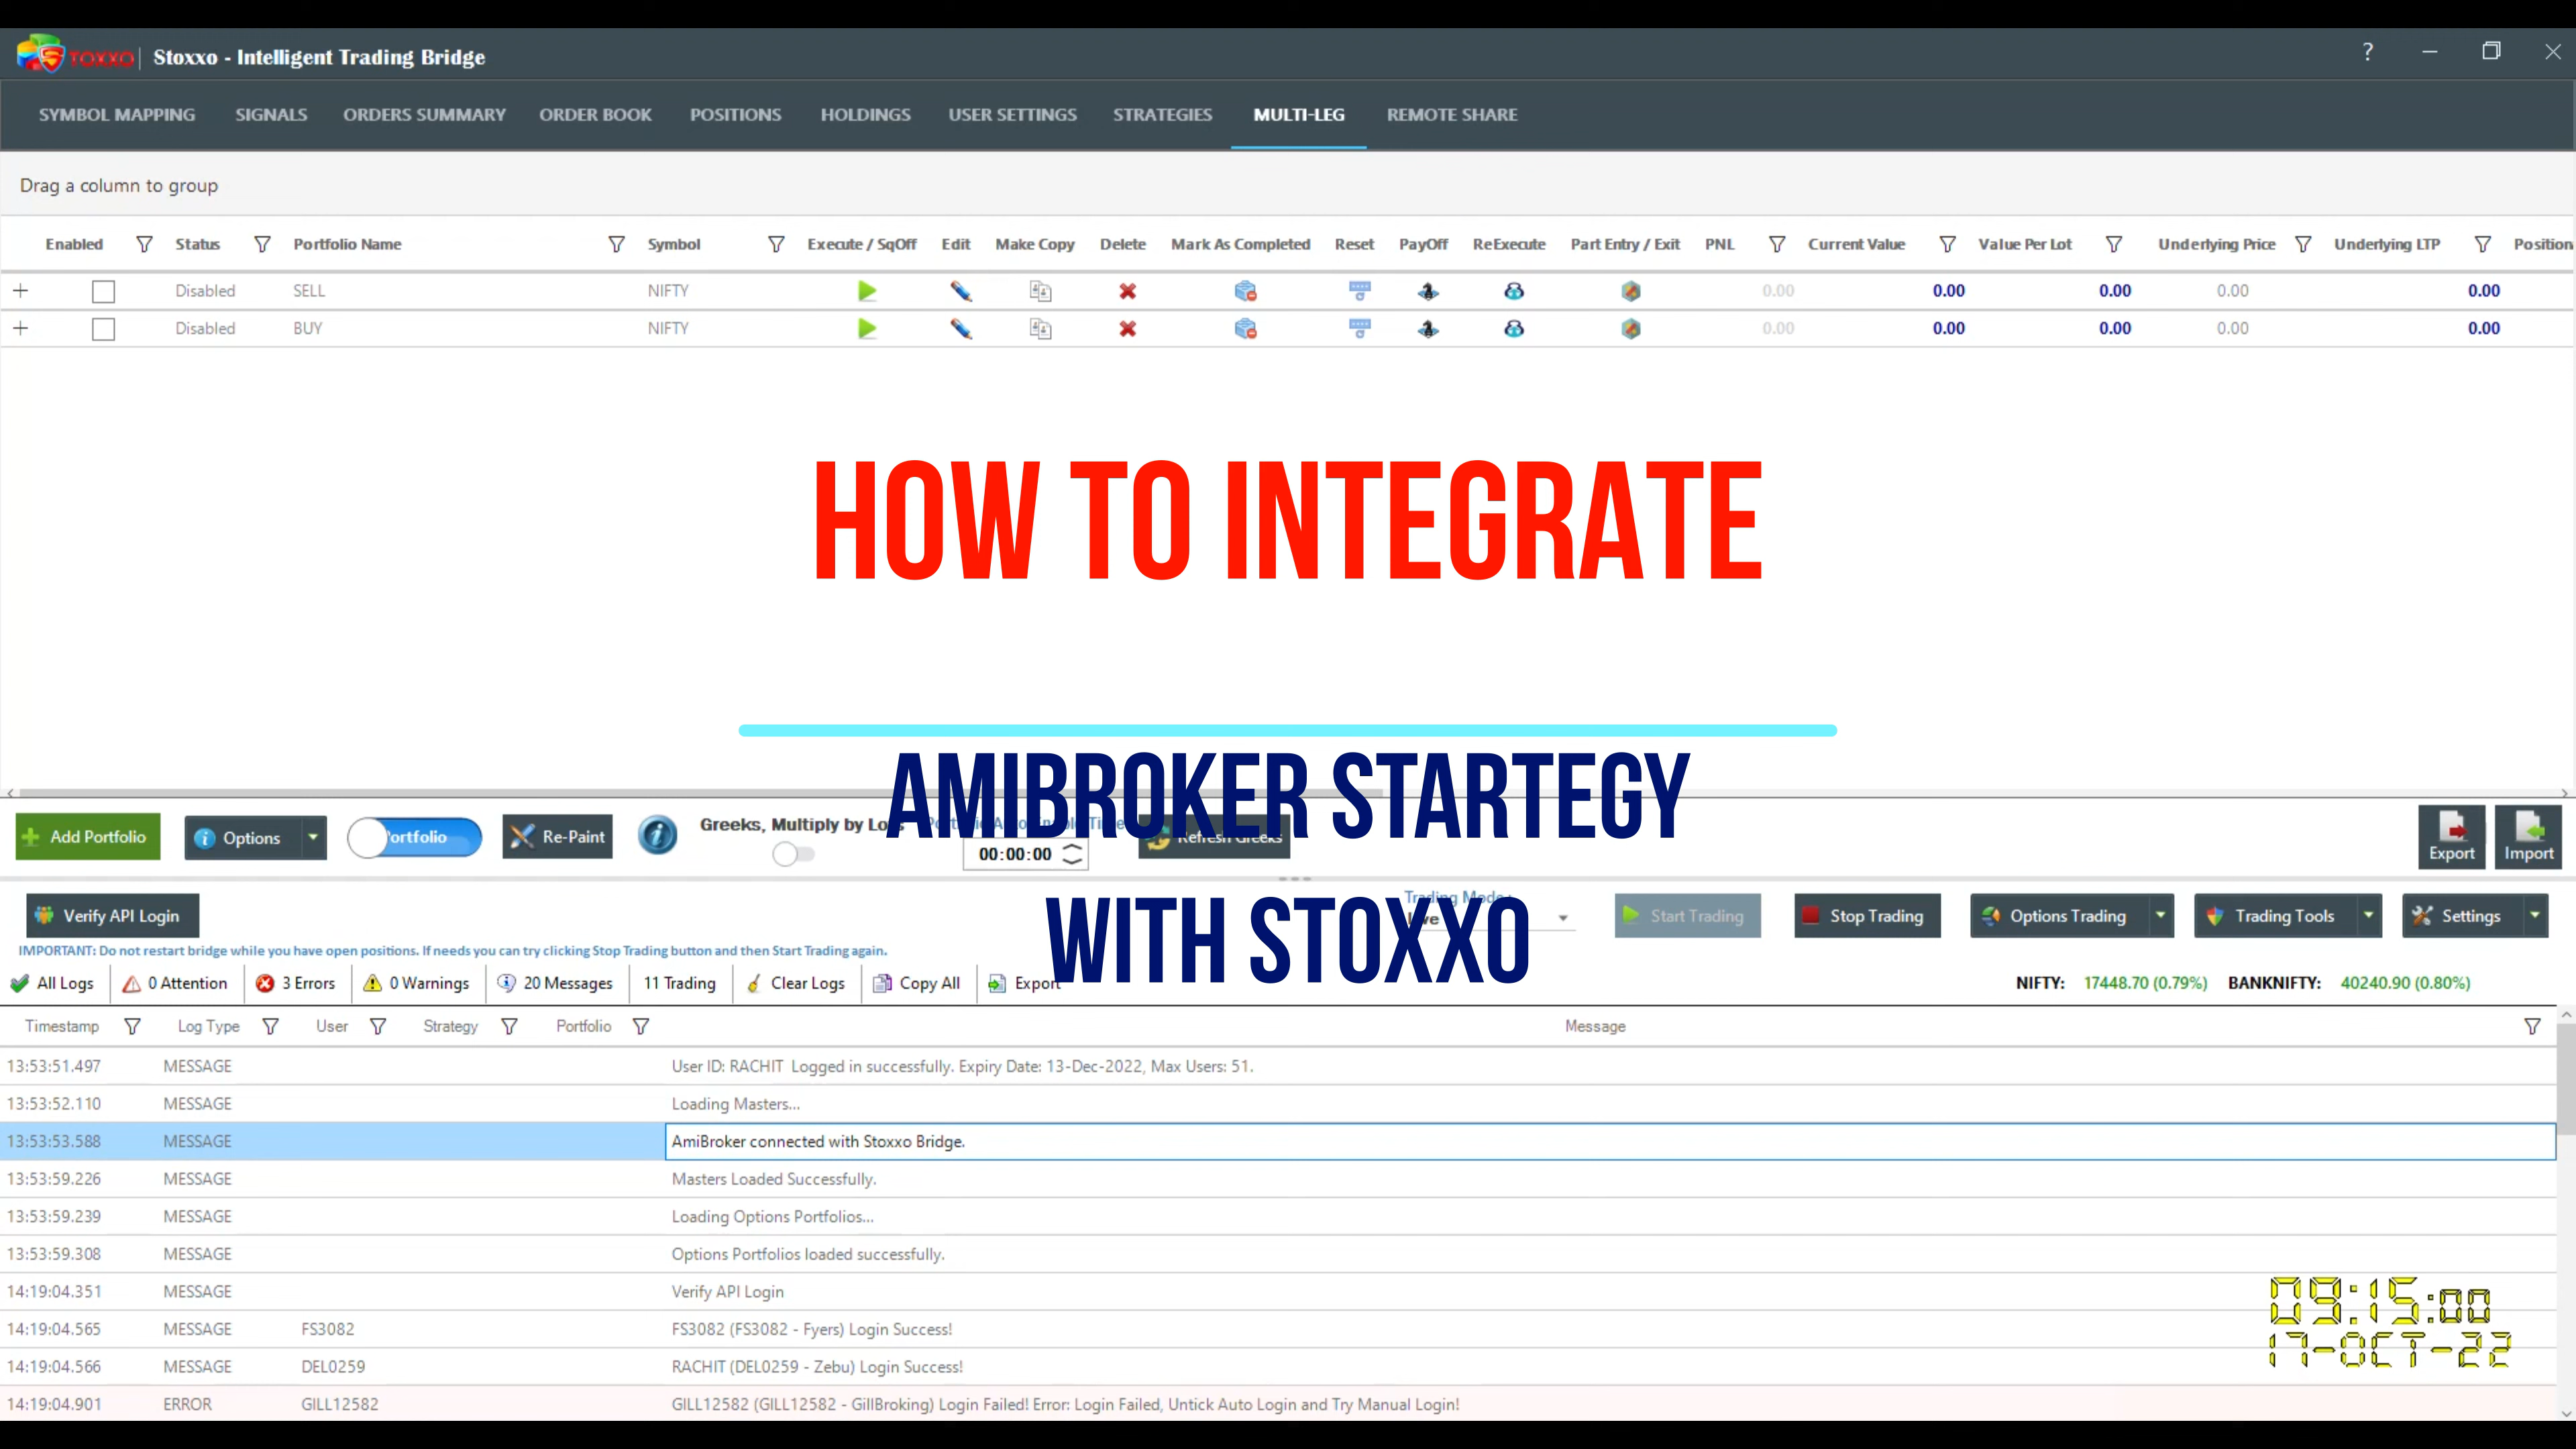 TOXXO | Stoxxo - Intelligent Trading Bridge ?
SYMBOL MAPPING SIGNALS ORDERS SUMMARY ORDER BOOK POSITIONS HOLDINGS USER SETTINGS STRATEGIES MULTI-LEG REMOTE SHARE
Drag a column to group
Enabled Status Portfolio Name Symbol Execute / SqOff Edit Make Copy Delete Mark As Completed Reset PayOff ReExecute Part Entry / Exit PNL Current Value Value Per Lot Underlying Price Underlying LTP Position
Disabled SELL NIFTY 0.00 0.00 0.00 0.00 0.00
Disabled BUY NIFTY 0.00 0.00 0.00 0.00 0.00
HOW TO INTEGRATE
AMIBROKER STARTEGY
WITH STOXXO
Add Portfolio Options ortfolio Re-Paint Greeks, Multiply by Lo 00:00:00 Refresh Greeks Export Import
Verify API Login Trading Mode: Live Start Trading Stop Trading Options Trading Trading Tools Settings
IMPORTANT: Do not restart bridge while you have open positions. If needs you can try clicking Stop Trading button and then Start Trading again.
All Logs 0 Attention 3 Errors 0 Warnings 20 Messages 11 Trading Clear Logs Copy All Export NIFTY: 17448.70 (0.79%) BANKNIFTY: 40240.90 (0.80%)
Timestamp Log Type User Strategy Portfolio Message
13:53:51.497 MESSAGE User ID: RACHIT Logged in successfully. Expiry Date: 13-Dec-2022, Max Users: 51.
13:53:52.110 MESSAGE Loading Masters...
13:53:53.588 MESSAGE AmiBroker connected with Stoxxo Bridge.
13:53:59.226 MESSAGE Masters Loaded Successfully.
13:53:59.239 MESSAGE Loading Options Portfolios...
13:53:59.308 MESSAGE Options Portfolios loaded successfully.
14:19:04.351 MESSAGE Verify API Login
14:19:04.565 MESSAGE FS3082 FS3082 (FS3082 - Fyers) Login Success!
14:19:04.566 MESSAGE DEL0259 RACHIT (DEL0259 - Zebu) Login Success!
14:19:04.901 ERROR GILL12582 GILL12582 (GILL12582 - GillBroking) Login Failed! Error: Login Failed, Untick Auto Login and Try Manual Login!
09:15:00
17-OCT-22